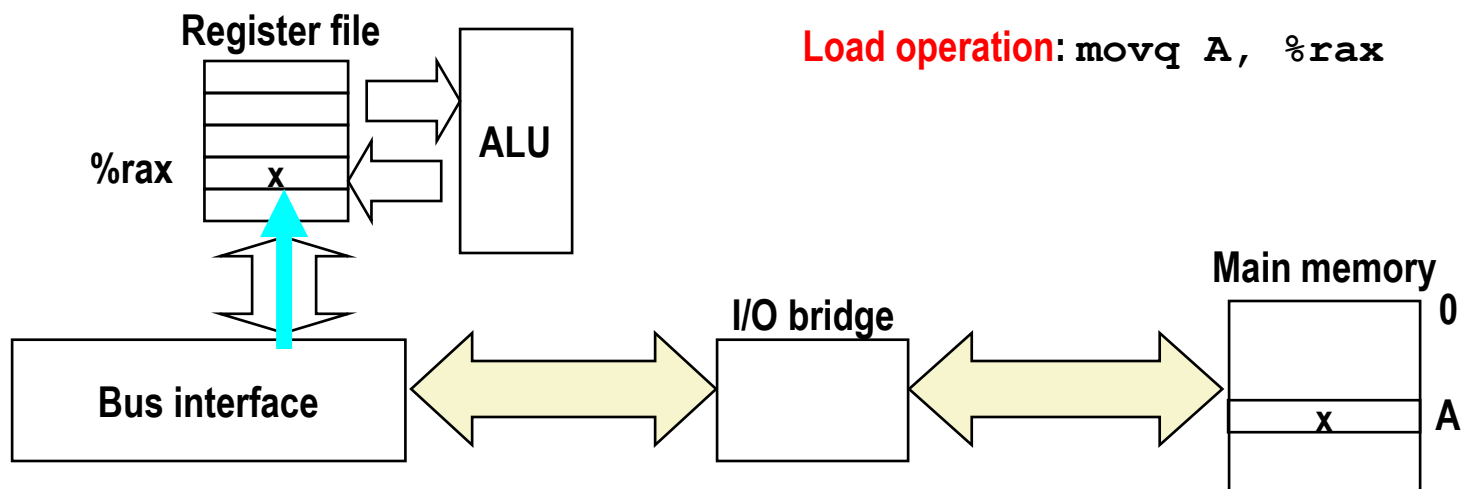 Register file
Load operation: movq A, %rax
ALU
%rax
x
Main memory
0
I/O bridge
Bus interface
x
A